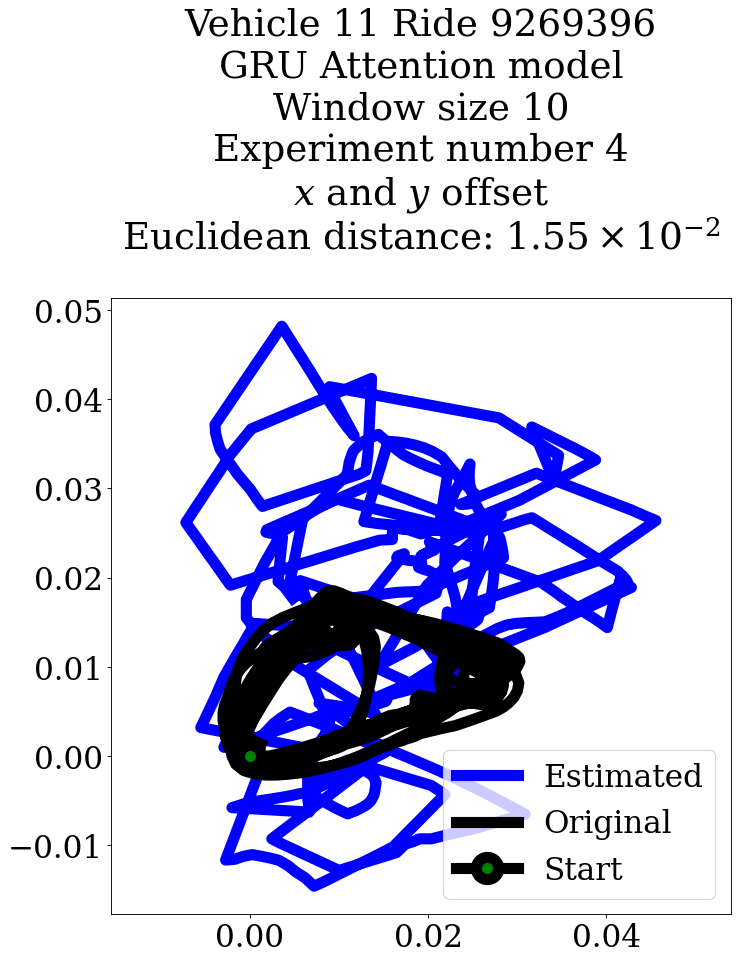 Vehicle 11 Ride 9269396
GRU Attention model
Window size 10
Experiment number 4
x and y offset
Euclidean distance: 1.55 × 10⁻²
0.05
0.04
0.03
0.02
0.01
0.00
−0.01
Estimated
Original
Start
0.00 0.02 0.04